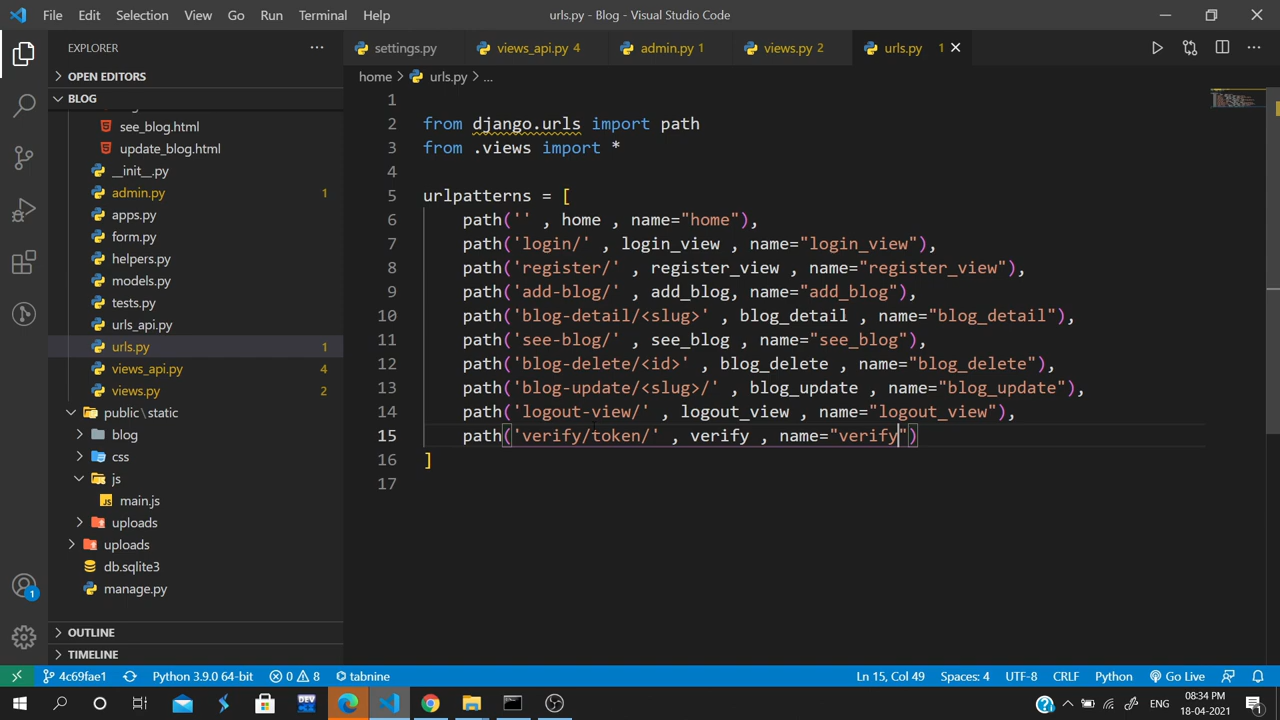 File Edit Selection View Go Run Terminal Help urls.py - Blog - Visual Studio Code
EXPLORER
OPEN EDITORS
BLOG
see_blog.html
update_blog.html
__init__.py
admin.py 1
apps.py
form.py
helpers.py
models.py
tests.py
urls_api.py
urls.py 1
views_api.py 4
views.py 2
public\static
blog
css
js
JS main.js
uploads
uploads
db.sqlite3
manage.py
OUTLINE
TIMELINE
settings.py views_api.py 4 admin.py 1 views.py 2 urls.py 1
home > urls.py > ...
1
2 from django.urls import path
3 from .views import *
4
5 urlpatterns = [
6 path('' , home , name="home"),
7 path('login/' , login_view , name="login_view"),
8 path('register/' , register_view , name="register_view"),
9 path('add-blog/' , add_blog, name="add_blog"),
10 path('blog-detail/<slug>' , blog_detail , name="blog_detail"),
11 path('see-blog/' , see_blog , name="see_blog"),
12 path('blog-delete/<id>' , blog_delete , name="blog_delete"),
13 path('blog-update/<slug>/' , blog_update , name="blog_update"),
14 path('logout-view/' , logout_view , name="logout_view"),
15 path('verify/token/' , verify , name="verify")
16 ]
17
1
4c69fae1 Python 3.9.0 64-bit 0 8 tabnine Ln 15, Col 49 Spaces: 4 UTF-8 CRLF Python Go Live
DEV ENG 08:34 PM
18-04-2021 1